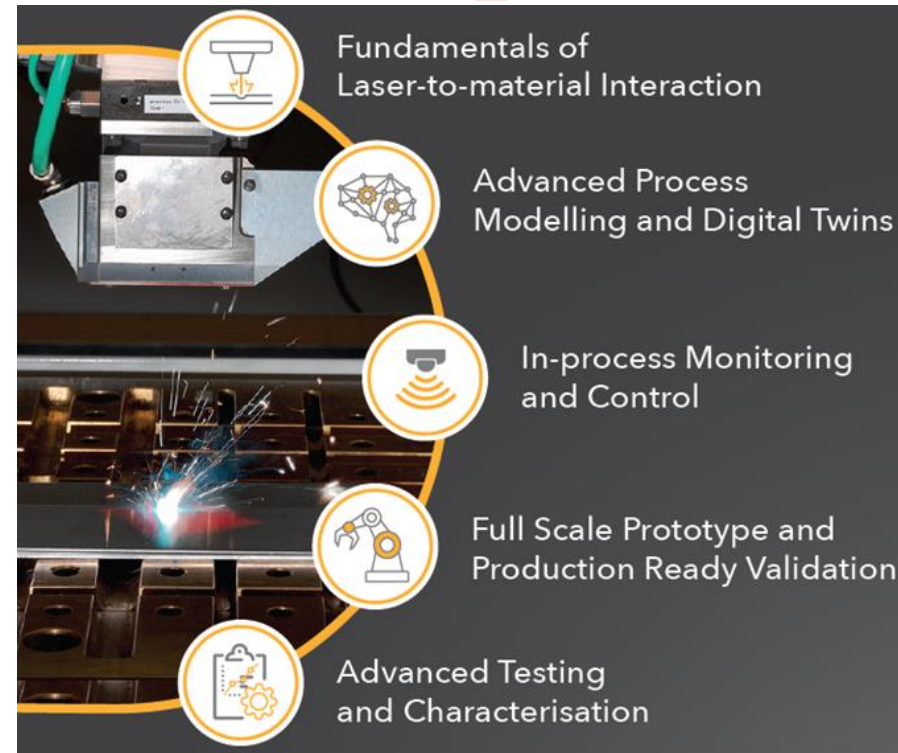 Fundamentals of
Laser-to-material Interaction
Advanced Process
Modelling and Digital Twins
In-process Monitoring
and Control
Full Scale Prototype and
Production Ready Validation
Advanced Testing
and Characterisation